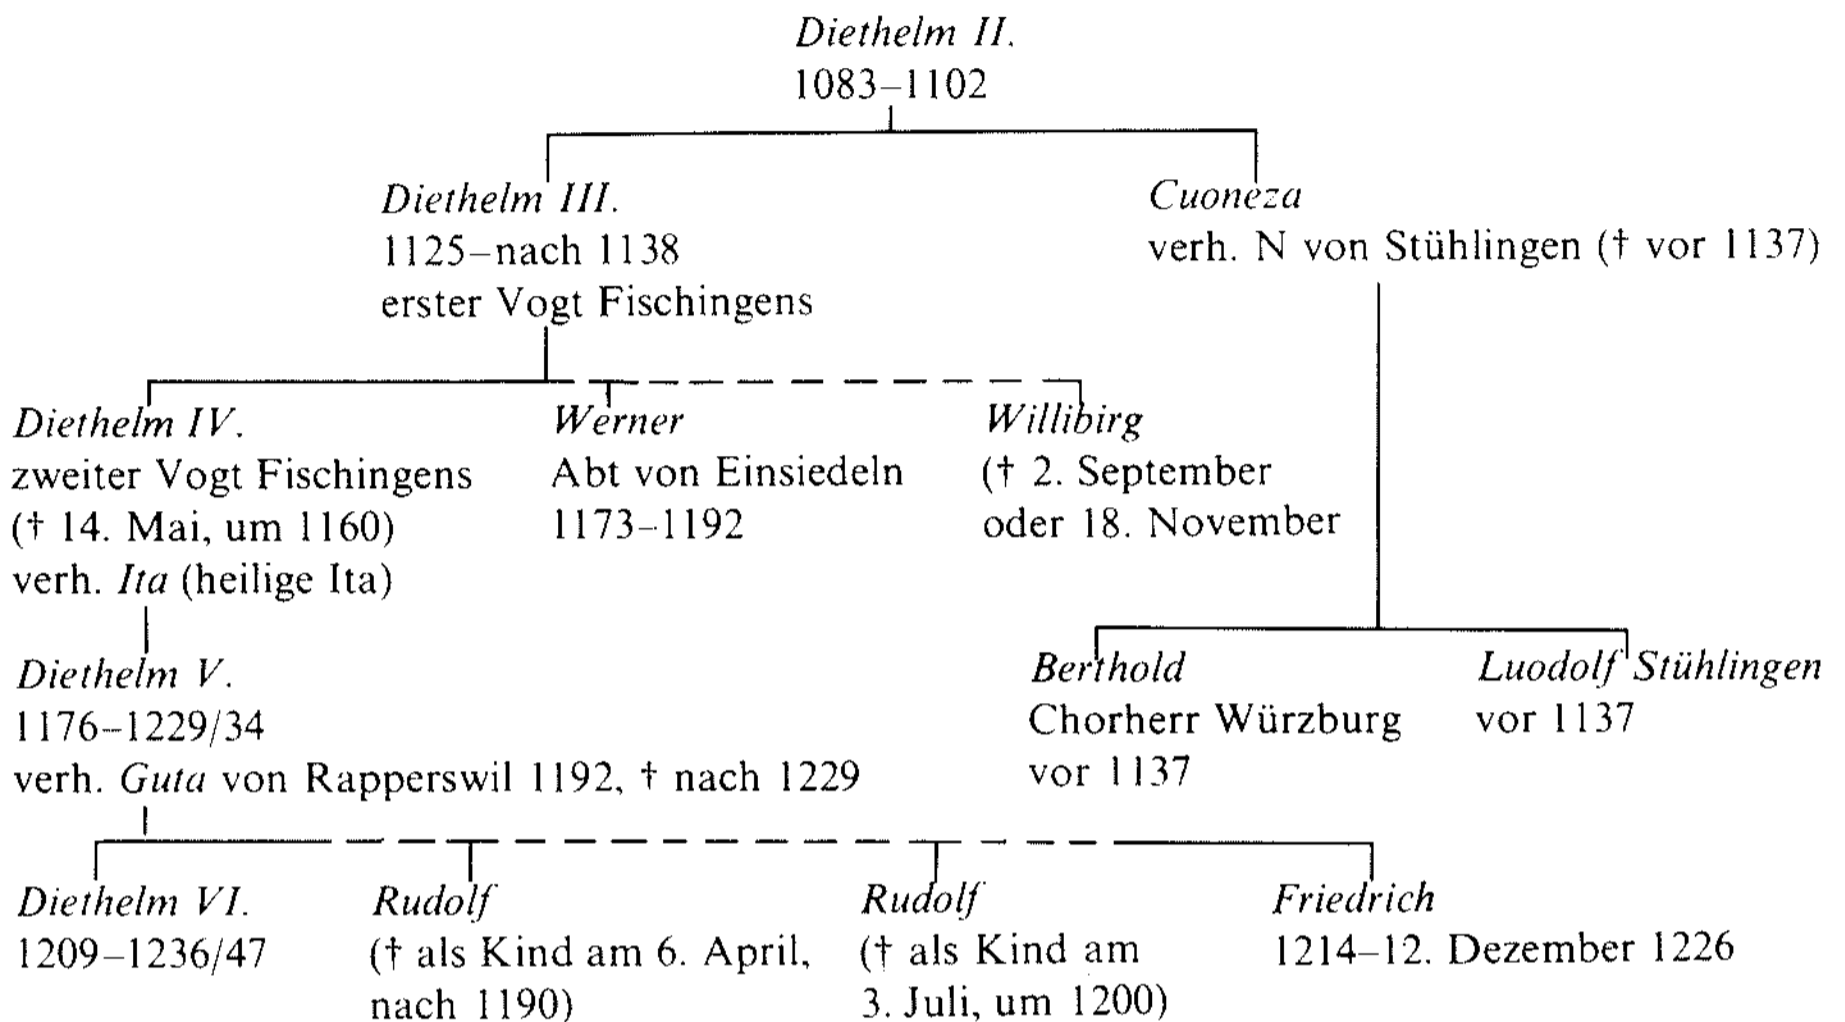 Diethelm II.
1083–1102
Diethelm III.
1125–nach 1138
erster Vogt Fischingens
Cuoneza
verh. N von Stühlingen († vor 1137)
Diethelm IV.
zweiter Vogt Fischingens
(† 14. Mai, um 1160)
verh. Ita (heilige Ita)
Werner
Abt von Einsiedeln
1173–1192
Willibirg
(† 2. September
oder 18. November
Berthold
Chorherr Würzburg
vor 1137
Luodolf Stühlingen
vor 1137
Diethelm V.
1176–1229/34
verh. Guta von Rapperswil 1192, † nach 1229
Diethelm VI.
1209–1236/47
Rudolf
(† als Kind am 6. April,
nach 1190)
Rudolf
(† als Kind am
3. Juli, um 1200)
Friedrich
1214–12. Dezember 1226